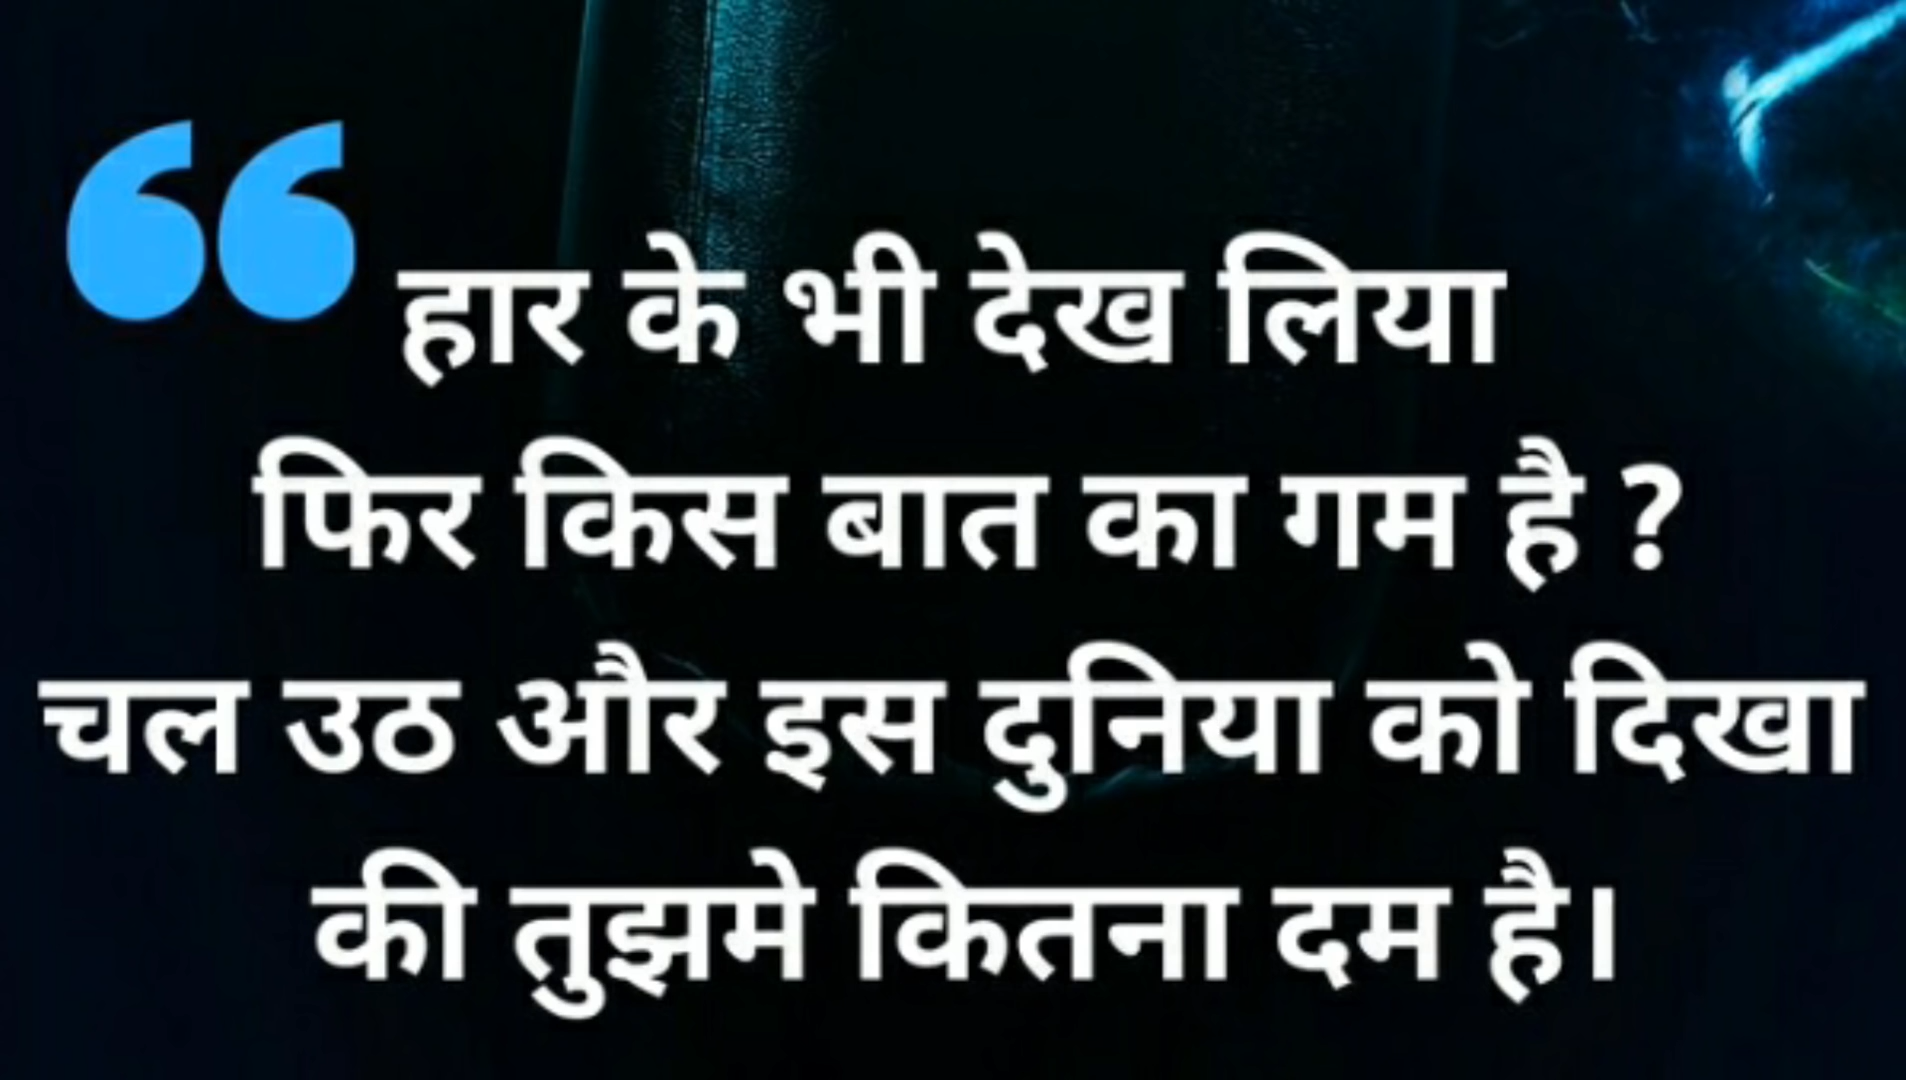 “ हार के भी देख लिया
फिर किस बात का गम है ?
चल उठ और इस दुनिया को दिखा
की तुझमे कितना दम है।